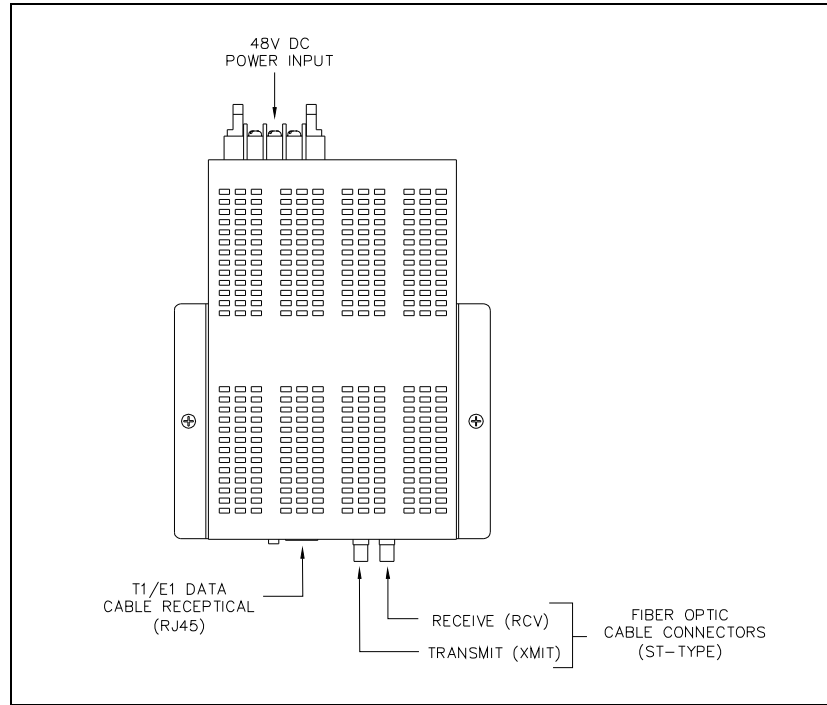 48V DC
POWER INPUT
T1/E1 DATA
CABLE RECEPTICAL
(RJ45)
RECEIVE (RCV)
TRANSMIT (XMIT)
FIBER OPTIC
CABLE CONNECTORS
(ST-TYPE)